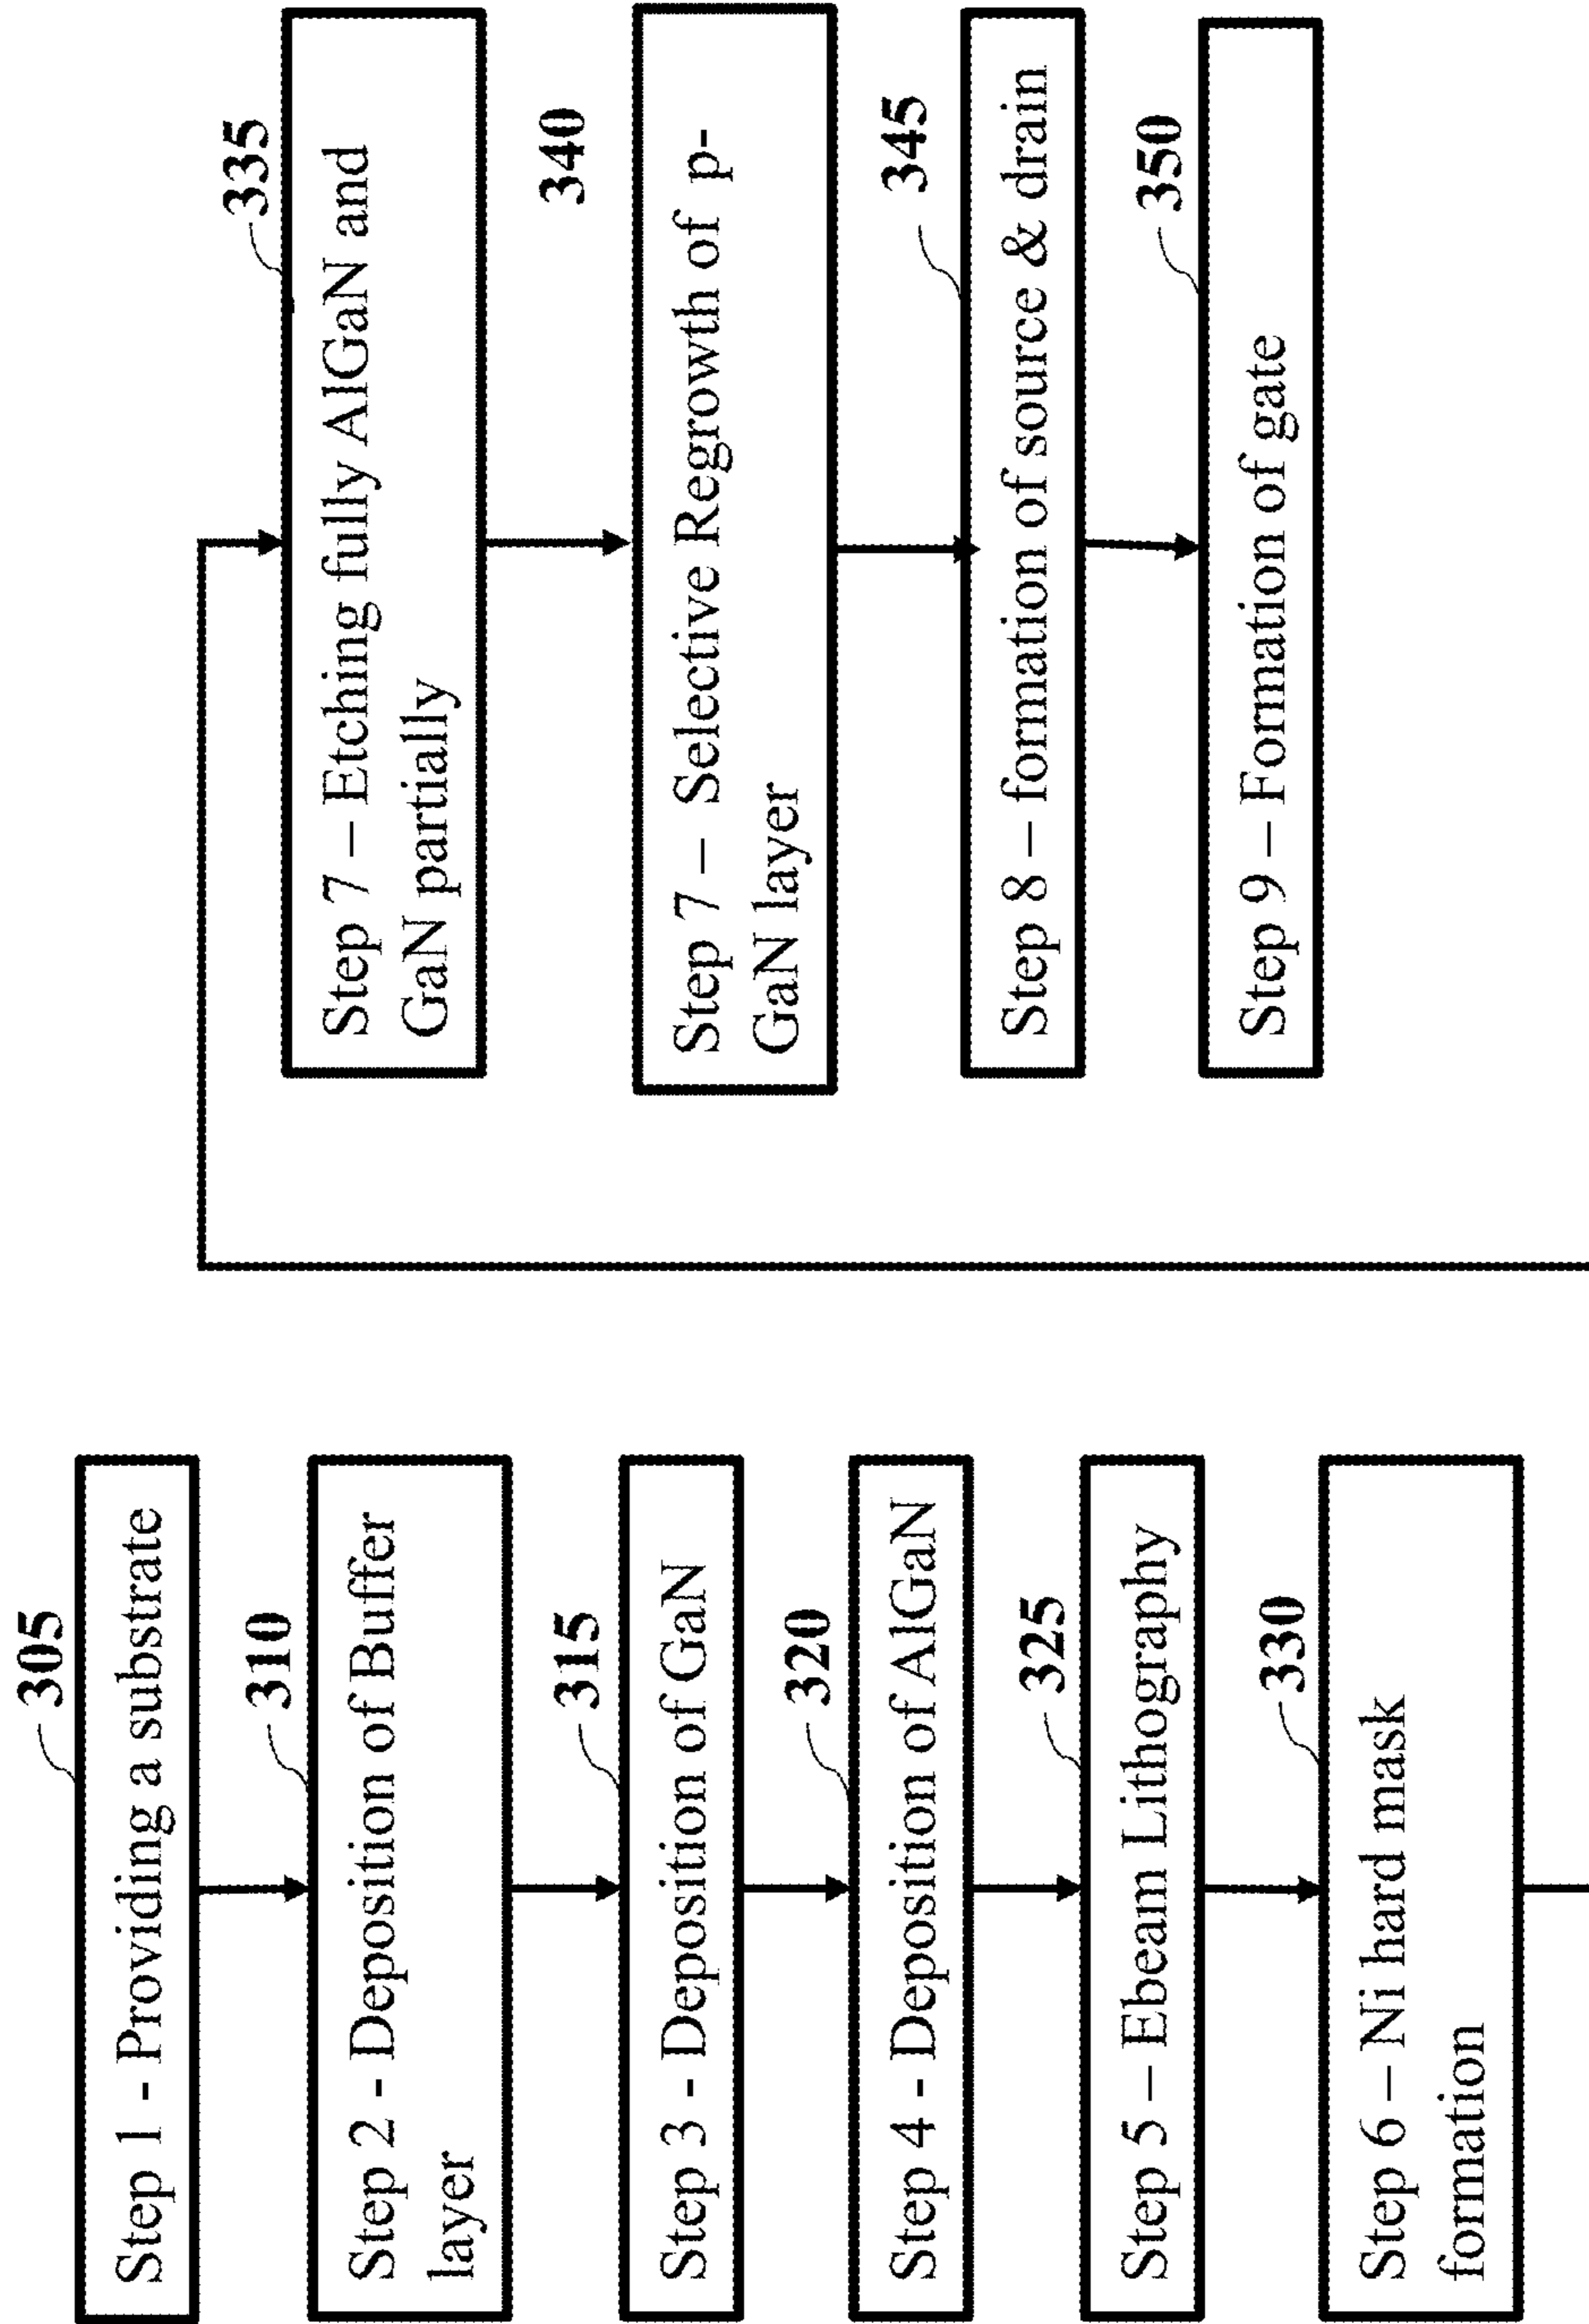 305
Step 1 - Providing a substrate
310
Step 2 - Deposition of Buffer
layer
315
Step 3 - Deposition of GaN
320
Step 4 - Deposition of AlGaN
325
Step 5 – Ebeam Lithography
330
Step 6 – Ni hard mask
formation
335
Step 7 – Etching fully AlGaN and
GaN partially
340
Step 7 – Selective Regrowth of p-
GaN layer
345
Step 8 – formation of source & drain
350
Step 9 – Formation of gate